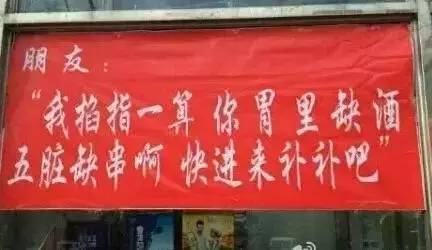 朋友：
“我掐指一算 你胃里缺酒
五脏缺串啊 快进来补补吧”